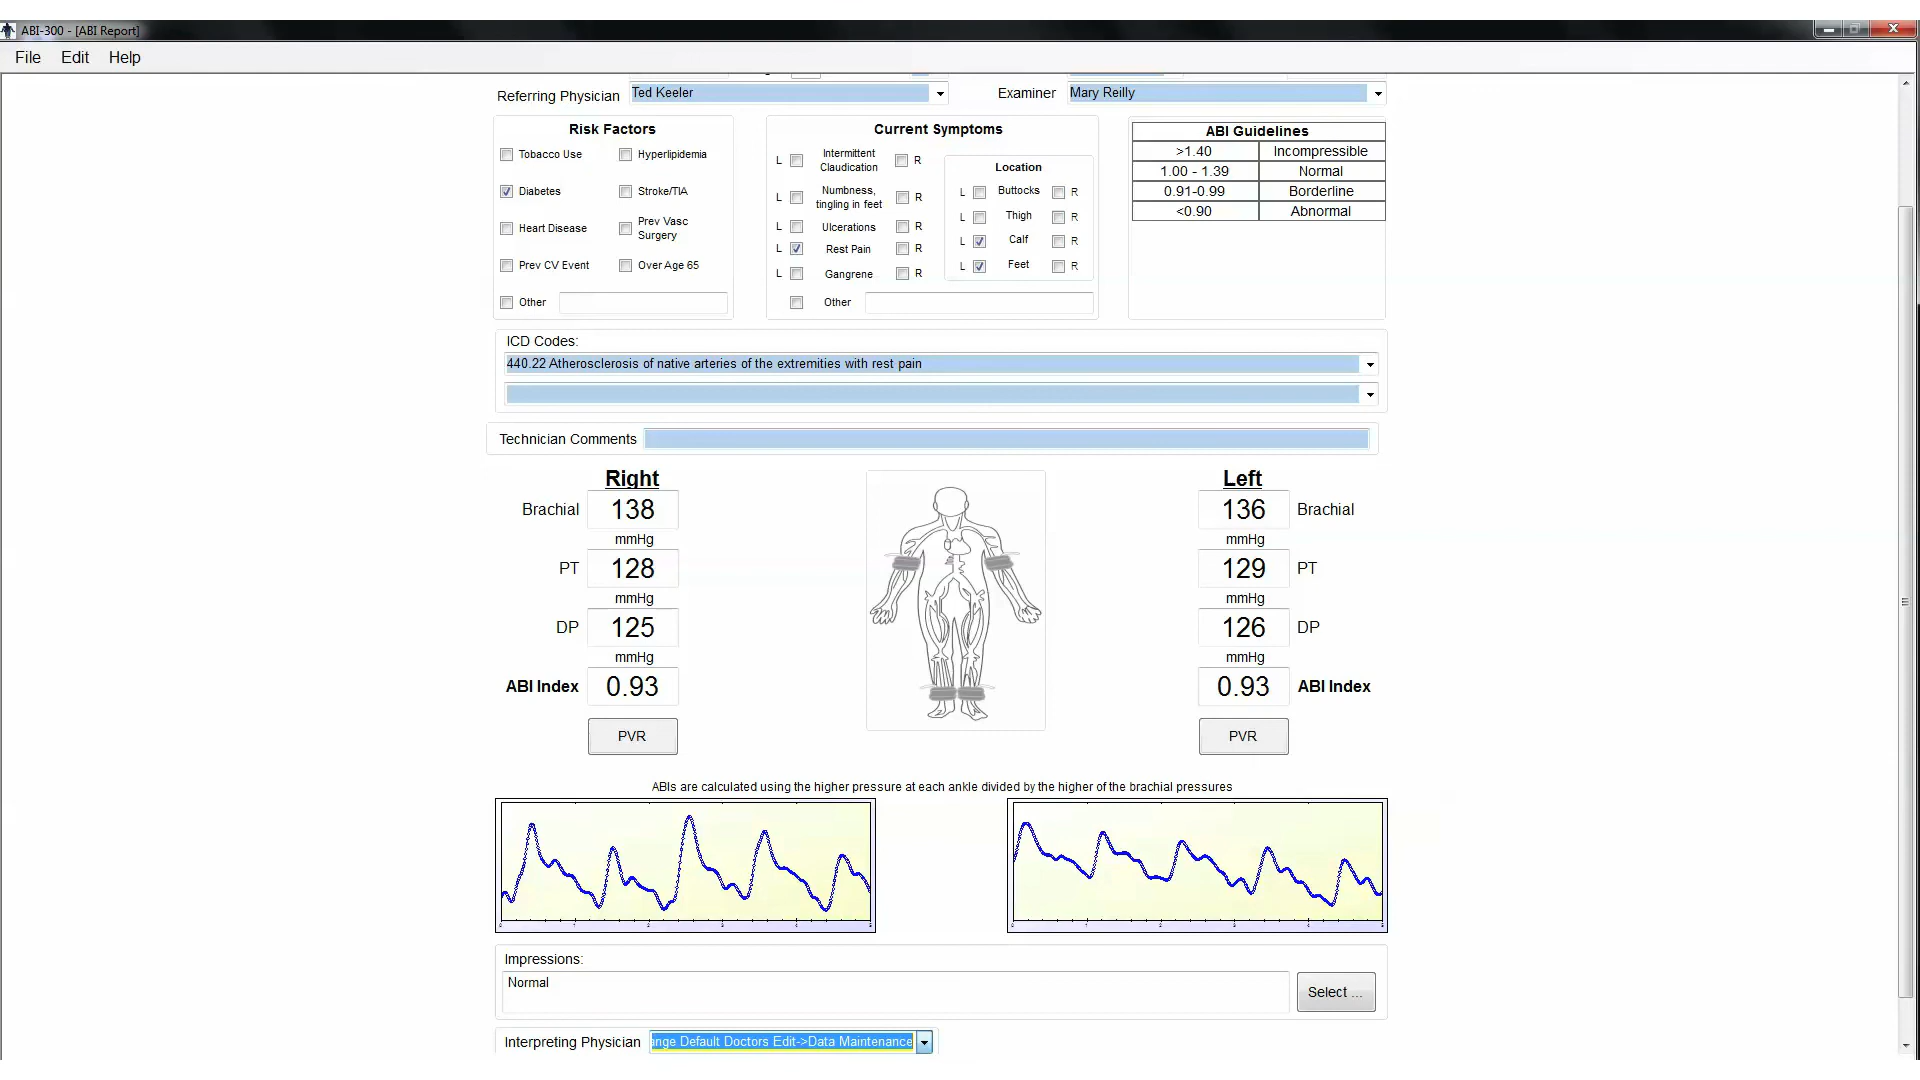 ABI-300 - [ABI Report]
File Edit Help
Referring Physician Ted Keeler Examiner Mary Reilly
Risk Factors
Tobacco Use Hyperlipidemia
Diabetes Stroke/TIA
Heart Disease Prev Vasc Surgery
Prev CV Event Over Age 65
Other
Current Symptoms
L Intermittent Claudication R
L Numbness, tingling in feet R
L Ulcerations R
L Rest Pain R
L Gangrene R
Other
Location
L Buttocks R
L Thigh R
L Calf R
L Feet R
ABI Guidelines
>1.40 Incompressible
1.00 - 1.39 Normal
0.91-0.99 Borderline
<0.90 Abnormal
ICD Codes:
440.22 Atherosclerosis of native arteries of the extremities with rest pain
Technician Comments
Right Left
Brachial 138 136 Brachial
mmHg mmHg
PT 128 129 PT
mmHg mmHg
DP 125 126 DP
mmHg mmHg
ABI Index 0.93 0.93 ABI Index
PVR PVR
ABIs are calculated using the higher pressure at each ankle divided by the higher of the brachial pressures
Impressions:
Normal
Select ...
Interpreting Physician ange Default Doctors Edit->Data Maintenance